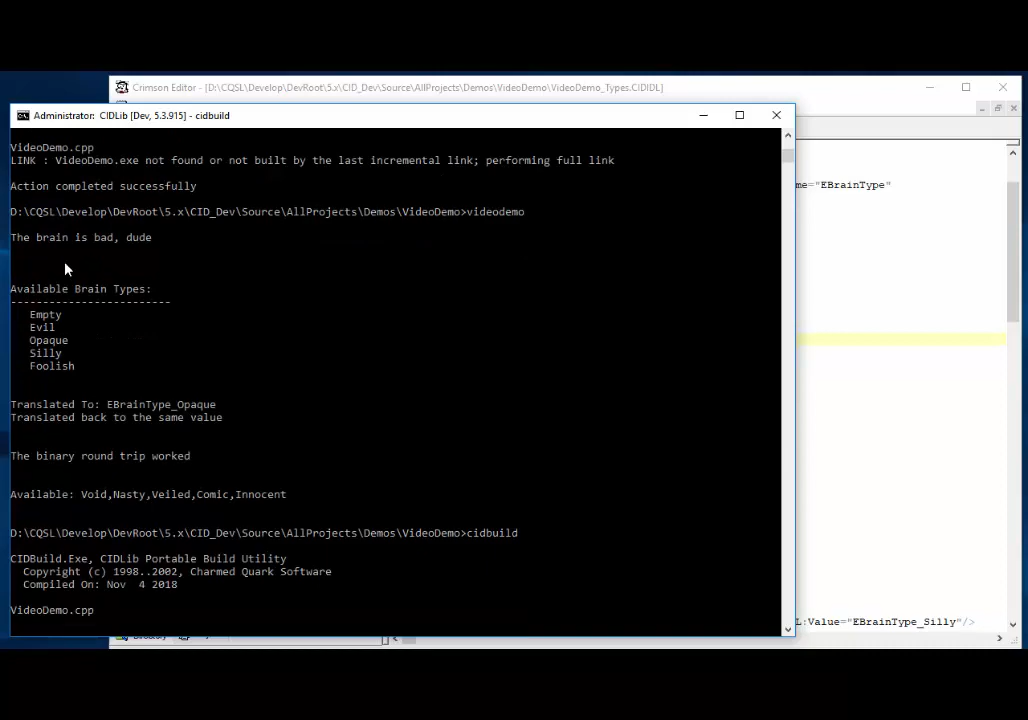 Crimson Editor - [D:\CQSL\Develop\DevRoot\5.x\CID_Dev\Source\AllProjects\Demos\VideoDemo\VideoDemo_Types.CIDIDL]
Administrator: CIDLib [Dev, 5.3.915] - cidbuild
VideoDemo.cpp
LINK : VideoDemo.exe not found or not built by the last incremental link; performing full link
me="EBrainType"
Action completed successfully
D:\CQSL\Develop\DevRoot\5.x\CID_Dev\Source\AllProjects\Demos\VideoDemo>videodemo
The brain is bad, dude
Available Brain Types:
-------------------------
Empty
Evil
Opaque
Silly
Foolish
Translated To: EBrainType_Opaque
Translated back to the same value
The binary round trip worked
Available: Void,Nasty,Veiled,Comic,Innocent
D:\CQSL\Develop\DevRoot\5.x\CID_Dev\Source\AllProjects\Demos\VideoDemo>cidbuild
CIDBuild.Exe, CIDLib Portable Build Utility
Copyright (c) 1998..2002, Charmed Quark Software
Compiled On: Nov  4 2018
VideoDemo.cpp
L:Value="EBrainType_Silly"/>